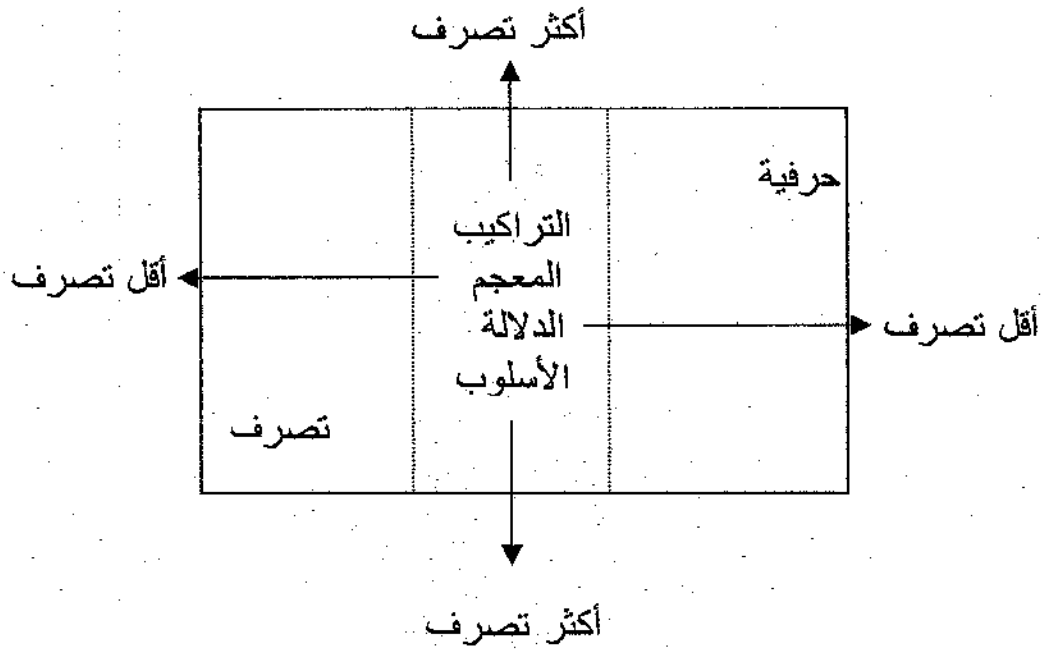 أكثر تصرف
حرفية
التراكيب
المعجم
أقل تصرف
الدلالة
أقل تصرف
الأسلوب
تصرف
أكثر تصرف